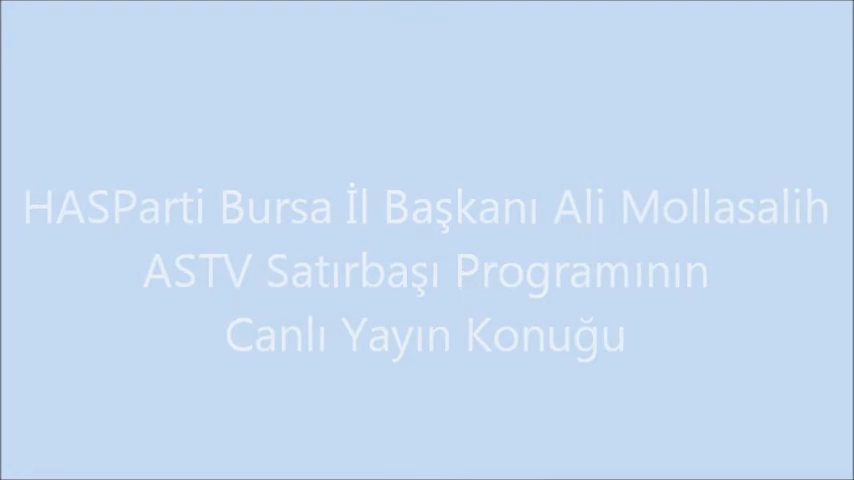 HASParti Bursa İl Başkanı Ali Mollasalih
ASTV Satırbaşı Programının
Canlı Yayın Konuğu